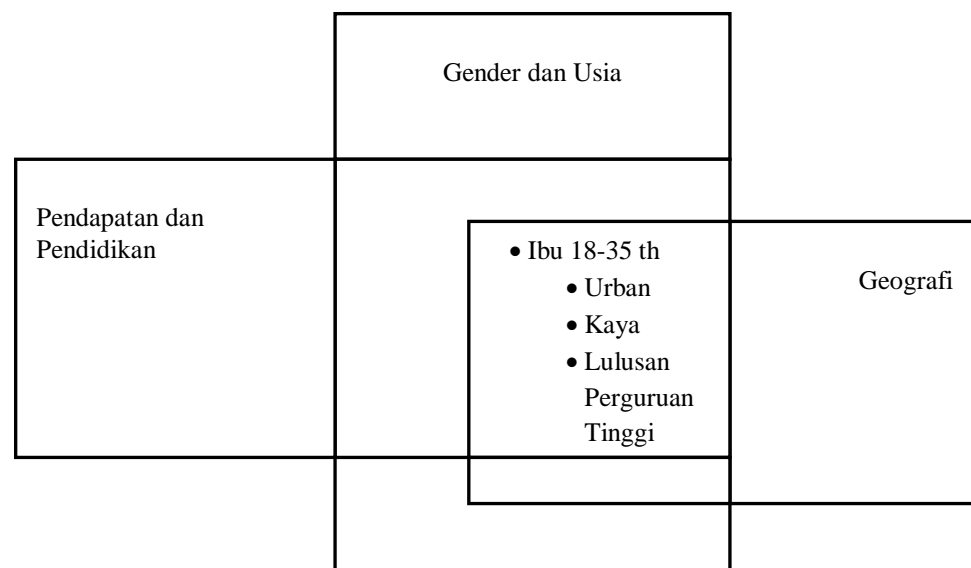 Gender dan Usia
Pendapatan dan
Pendidikan
• Ibu 18-35 th
• Urban
• Kaya
• Lulusan
Perguruan
Tinggi
Geografi